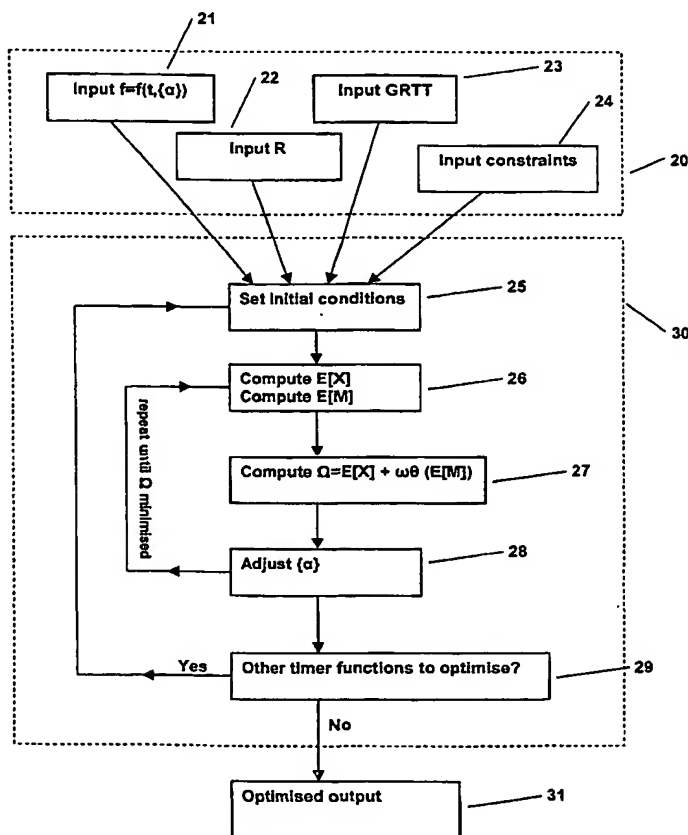 21
Input f=f(t,{α})
22
Input R
23
Input GRTT
24
Input constraints
20
Set initial conditions
25
30
Compute E[X]
Compute E[M]
26
repeat until Ω minimised
Compute Ω=E[X] + ωθ (E[M])
27
Adjust {α}
28
Yes
Other timer functions to optimise?
29
No
Optimised output
31